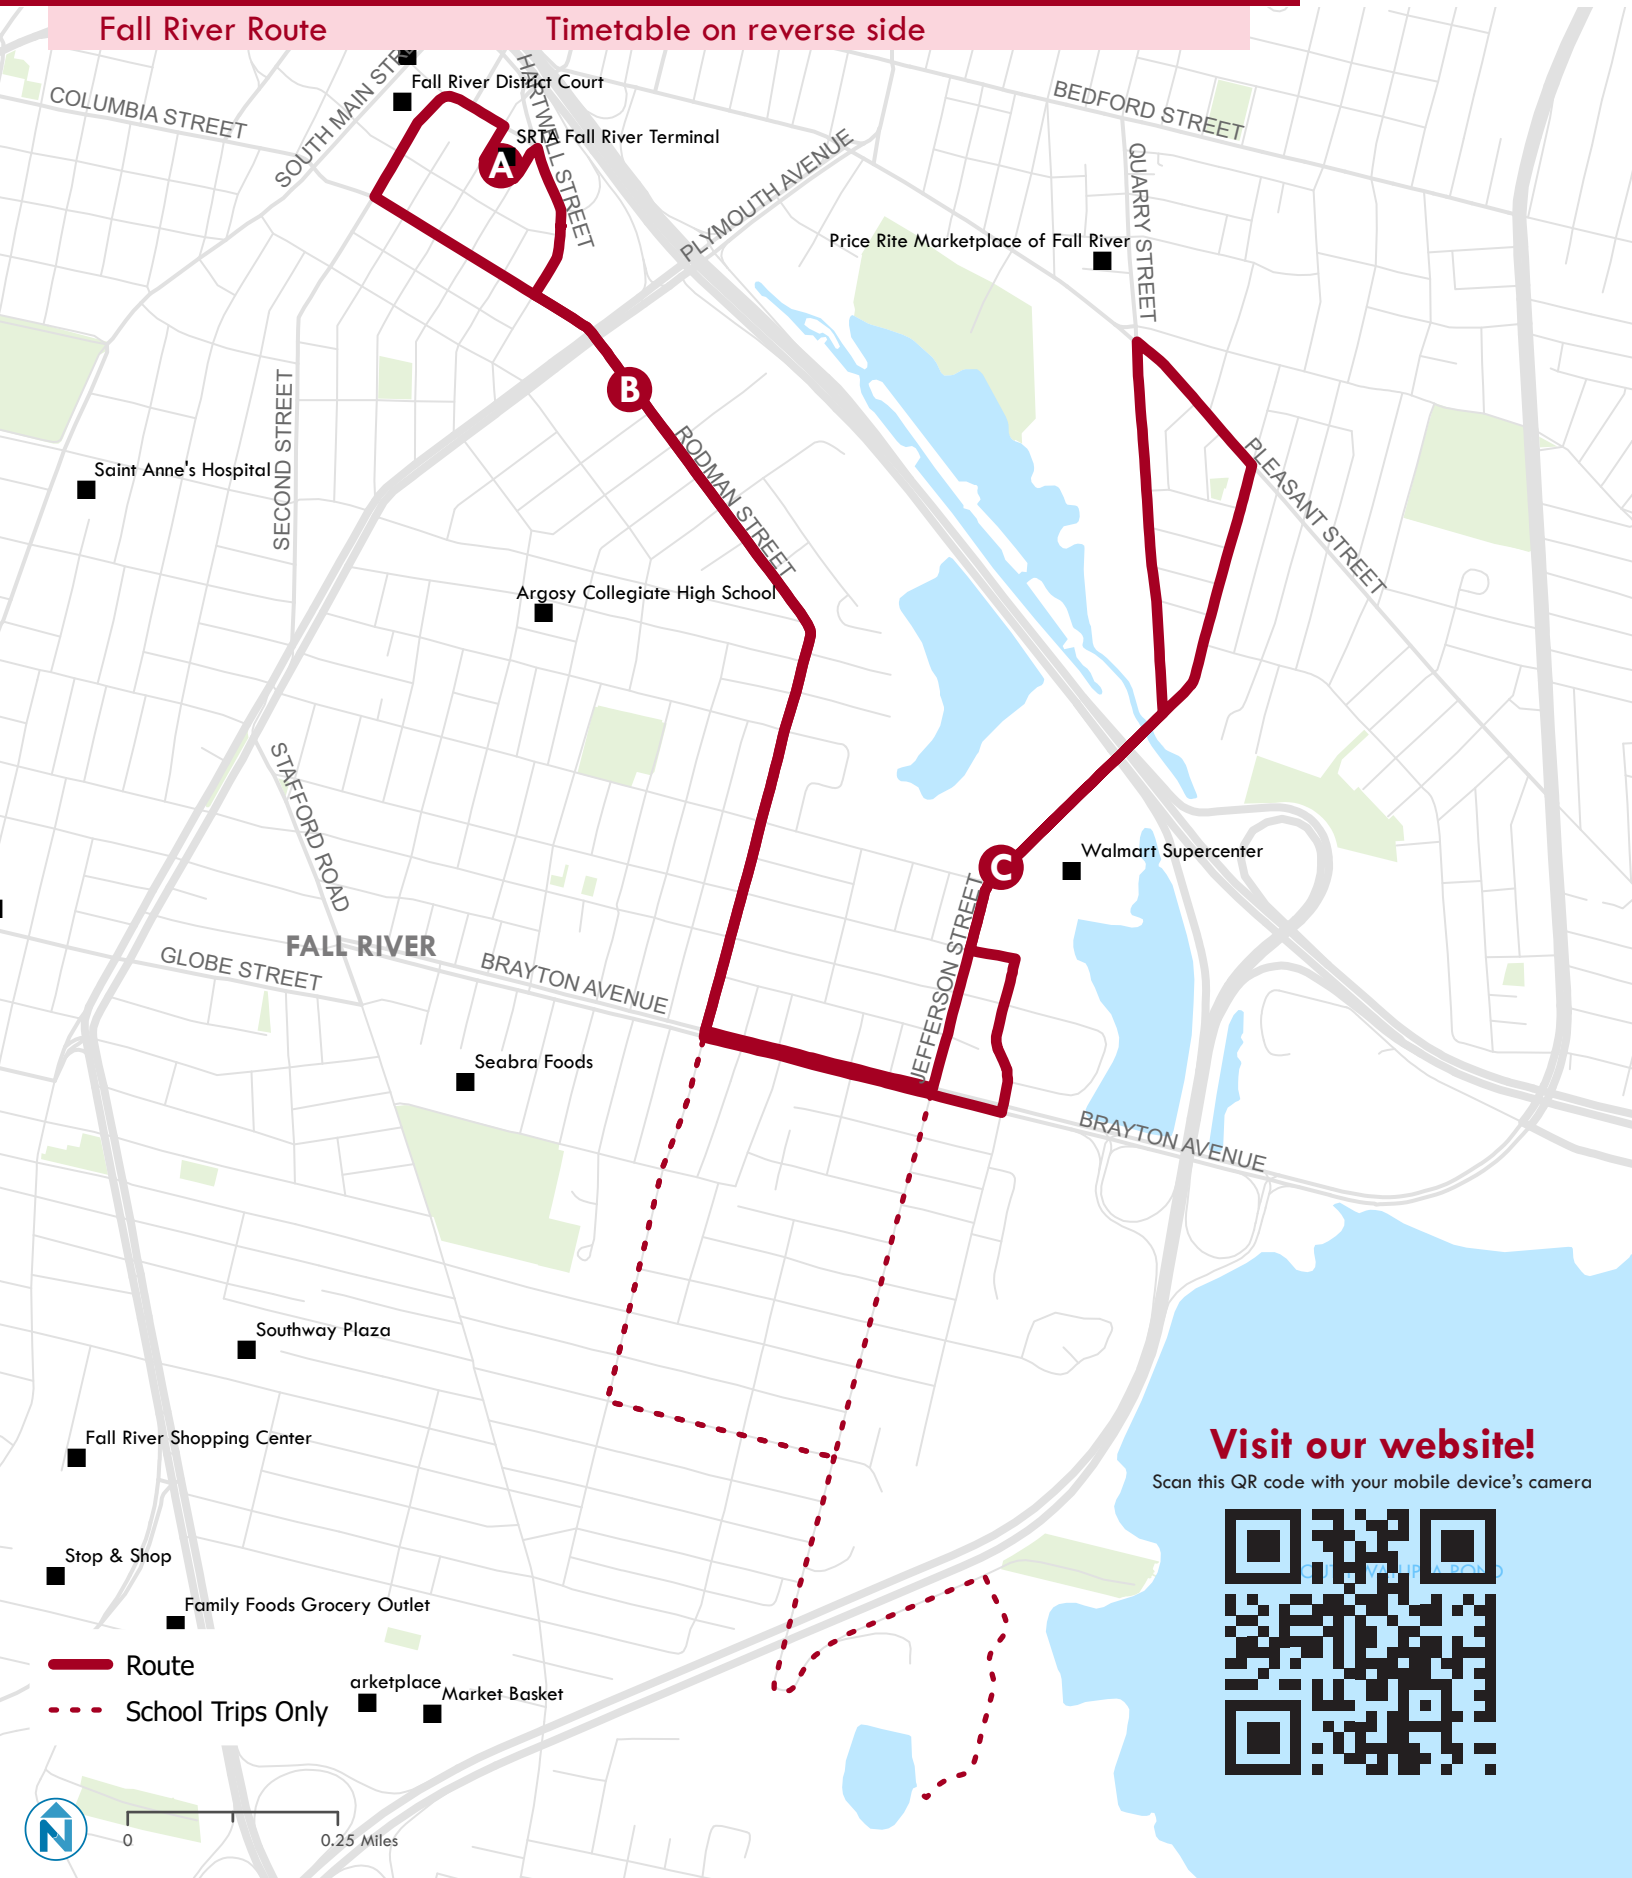 Fall River Route
Timetable on reverse side
Fall River District Court
COLUMBIA STREET
SOUTH MAIN
HARTWELL STREET
BEDFORD STREET
SRTA Fall River Terminal
A
PLYMOUTH AVENUE
QUARRY STREET
Price Rite Marketplace of Fall River
B
SECOND STREET
RODMAN STREET
PLEASANT STREET
Saint Anne's Hospital
Argosy Collegiate High School
STAFFORD ROAD
Walmart Supercenter
C
JEFFERSON STREET
FALL RIVER
GLOBE STREET
BRAYTON AVENUE
Seabra Foods
BRAYTON AVENUE
Southway Plaza
Fall River Shopping Center
Visit our website!
Scan this QR code with your mobile device's camera
Stop & Shop
Family Foods Grocery Outlet
Route
arketplace
Market Basket
School Trips Only
N
0
0.25 Miles